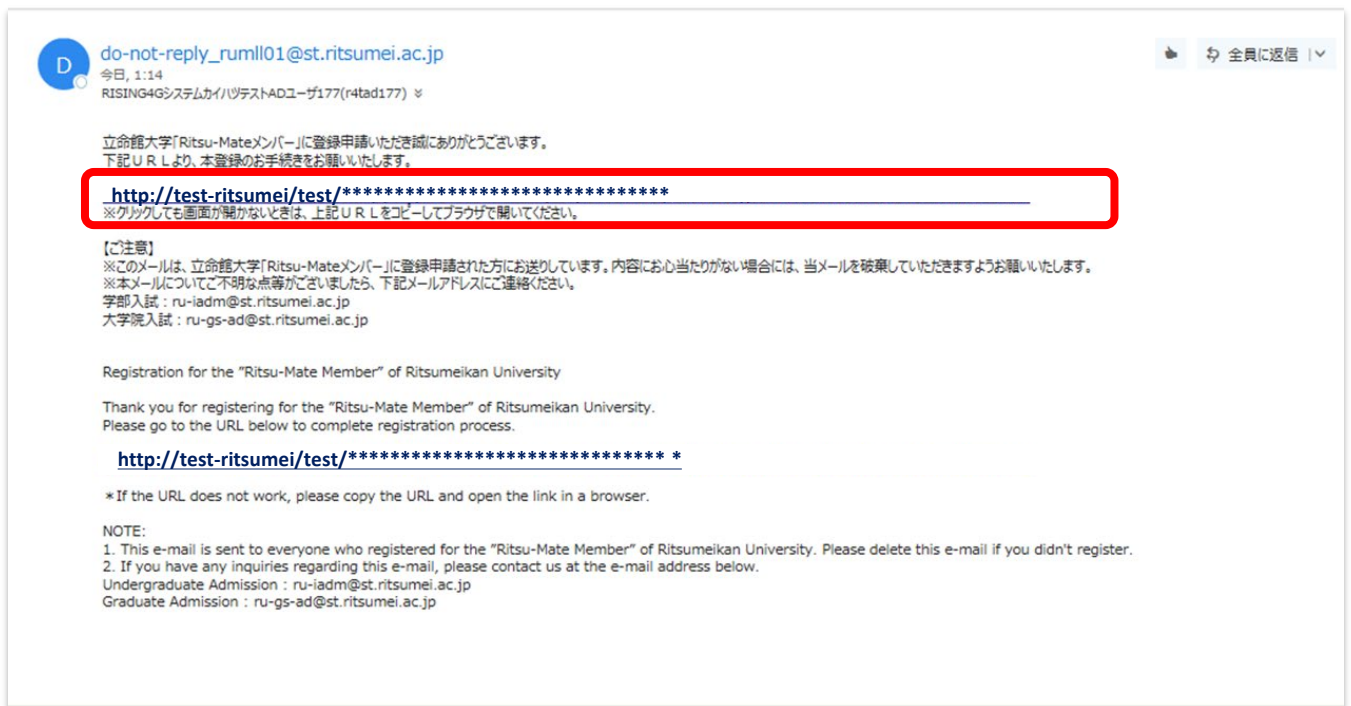 D
do-not-reply_rumll01@st.ritsumei.ac.jp
全員に返信
今日, 1:14
RISING4GシステムカイハツテストADユーザ177(r4tad177)
立命館大学「Ritsu-Mateメンバー」に登録申請いただき誠にありがとうございます。
下記ＵＲＬより、本登録のお手続きをお願いいたします。
http://test-ritsumei/test/*******************************
※クリックしても画面が開かないときは、上記ＵＲＬをコピーしてブラウザで開いてください。
【ご注意】
※このメールは、立命館大学「Ritsu-Mateメンバー」に登録申請された方にお送りしています。内容にお心当たりがない場合には、当メールを破棄していただきますようお願いいたします。
※本メールについてご不明な点等がございましたら、下記メールアドレスにご連絡ください。
学部入試：ru-iadm@st.ritsumei.ac.jp
大学院入試：ru-gs-ad@st.ritsumei.ac.jp
Registration for the ”Ritsu-Mate Member” of Ritsumeikan University
Thank you for registering for the ”Ritsu-Mate Member” of Ritsumeikan University.
Please go to the URL below to complete registration process.
http://test-ritsumei/test/****************************** *
＊If the URL does not work, please copy the URL and open the link in a browser.
NOTE:
1. This e-mail is sent to everyone who registered for the ”Ritsu-Mate Member” of Ritsumeikan University. Please delete this e-mail if you didn't register.
2. If you have any inquiries regarding this e-mail, please contact us at the e-mail address below.
Undergraduate Admission : ru-iadm@st.ritsumei.ac.jp
Graduate Admission : ru-gs-ad@st.ritsumei.ac.jp